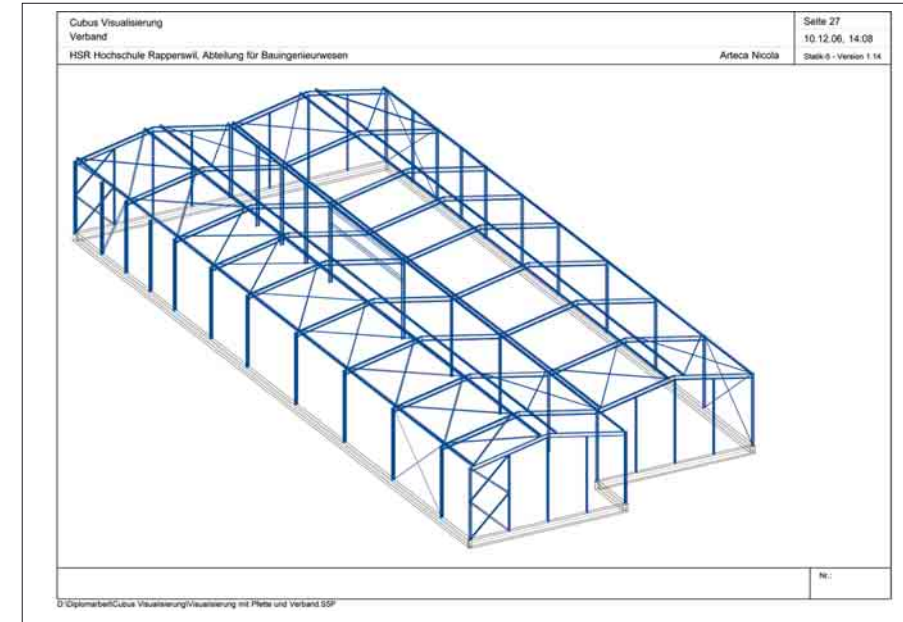 Cubus Visualisierung
Verband
HSR Hochschule Rapperswil, Abteilung für Bauingenieurwesen
Arteca Nicola
Seite 27
10.12.06, 14:08
Statik-5 - Version 1.14
Nr.:
D:\Diplomarbeit\Cubus Visualisierung\Visualisierung mit Pfette und Verband.S5P